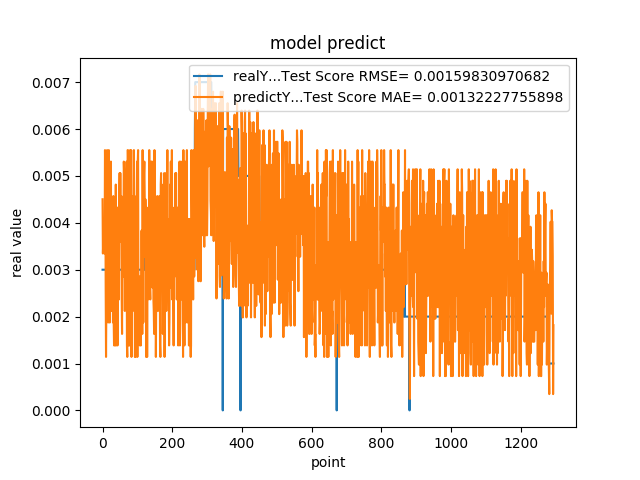 model predict
realY...Test Score RMSE= 0.00159830970682
predictY...Test Score MAE= 0.00132227755898
0.007
0.006
0.005
0.004
0.003
0.002
0.001
0.000
real value
0 200 400 600 800 1000 1200
point